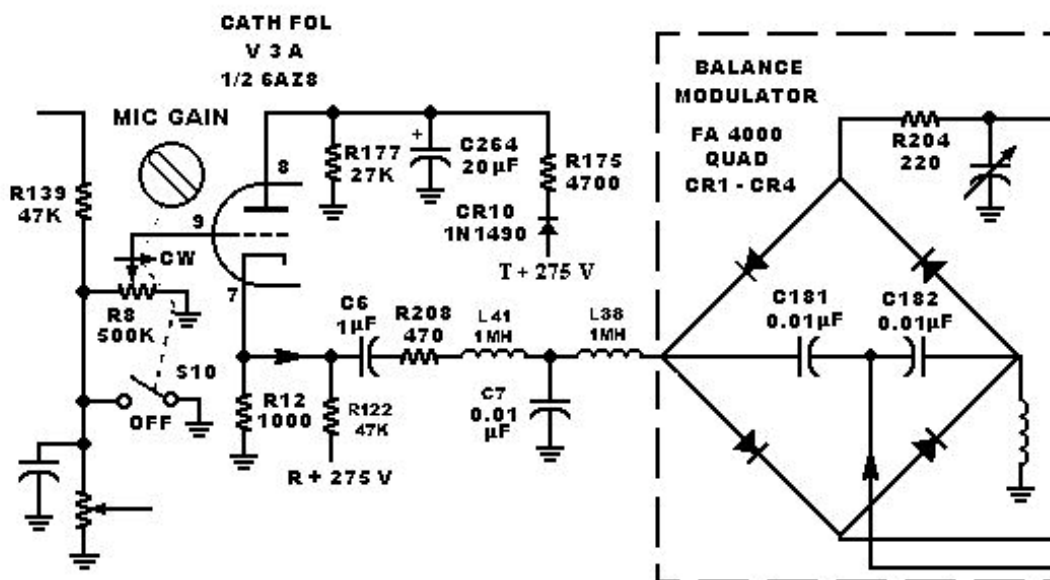 CATH FOL
V 3 A
1/2 6AZ8
MIC GAIN
R139
47K
9
8
7
CW
R8
500K
S10
OFF
R177
27K
+
C264
20µF
R175
4700
CR10
1N1490
T + 275 V
C6
1µF
R208
470
L41
1MH
L38
1MH
R12
1000
R122
47K
R + 275 V
C7
0.01
µF
BALANCE
MODULATOR
FA 4000
QUAD
CR1 - CR4
R204
220
C181
0.01µF
C182
0.01µF